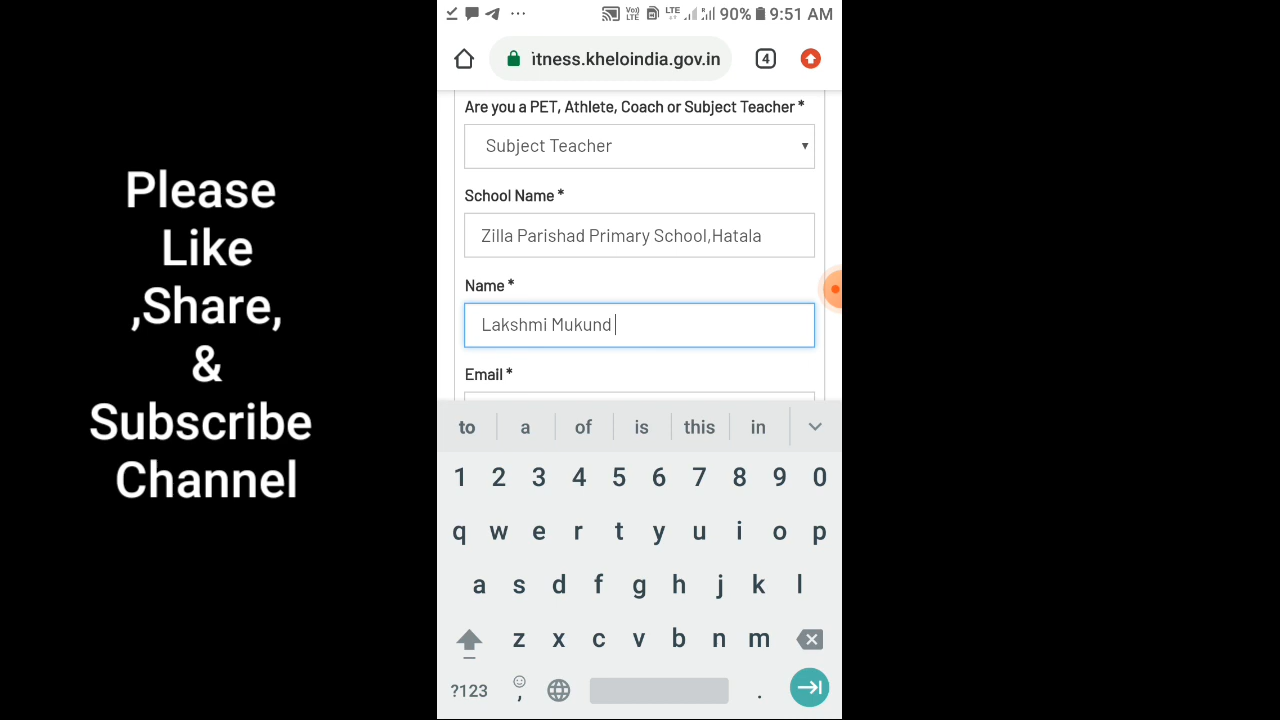 Please
Like
,Share,
&
Subscribe
Channel
LTE 90% 9:51 AM
itness.kheloindia.gov.in 4
Are you a PET, Athlete, Coach or Subject Teacher *
Subject Teacher
School Name *
Zilla Parishad Primary School,Hatala
Name *
Lakshmi Mukund
Email *
to a of is this in
1 2 3 4 5 6 7 8 9 0
q w e r t y u i o p
a s d f g h j k l
z x c v b n m
?123 , .